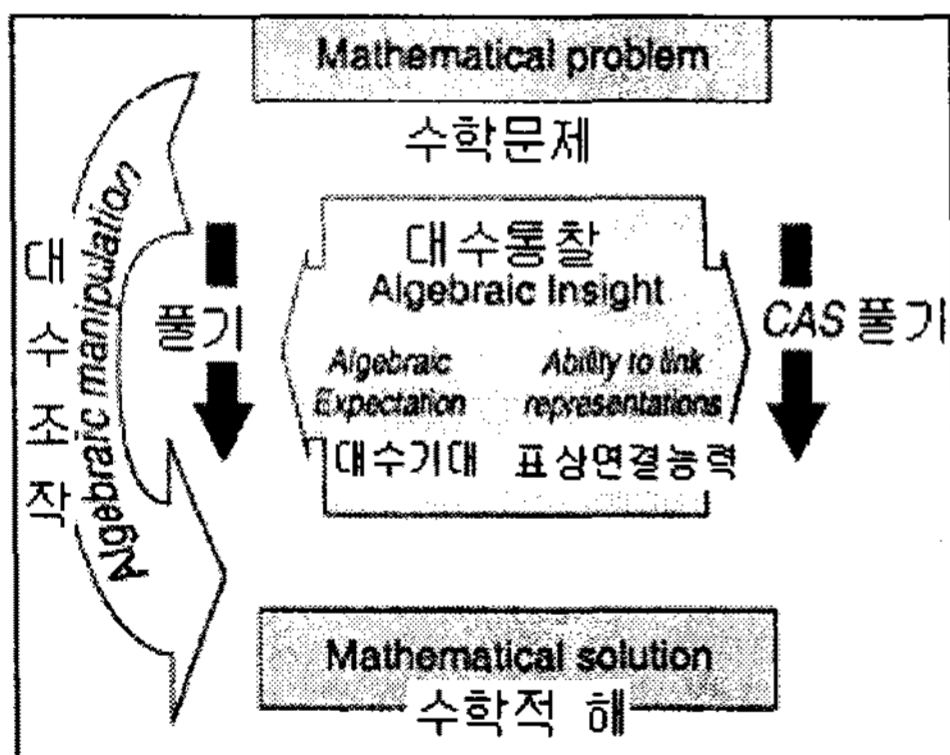 Mathematical problem
수학문제
대수조작
Algebraic manipulation
풀기
대수통찰
Algebraic Insight
Algebraic Expectation
Ability to link representations
대수기대
표상연결능력
CAS 풀기
Mathematical solution
수학적 해